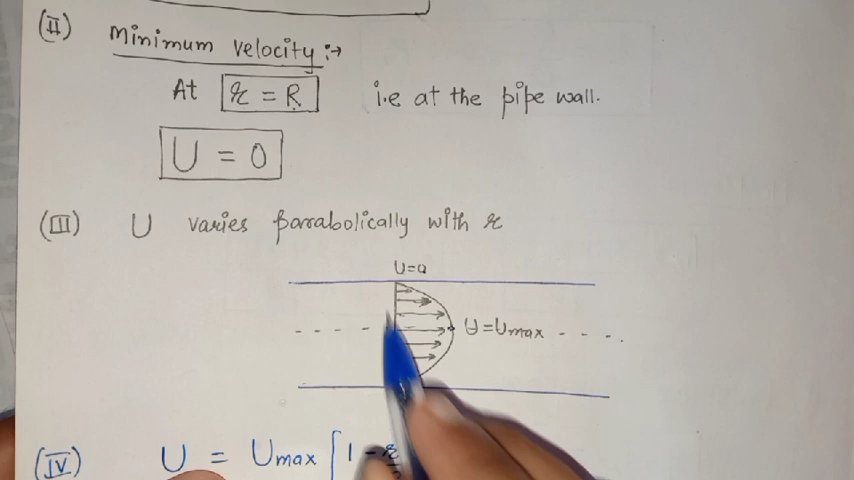 (II) Minimum velocity :→
At r = R i.e at the pipe wall.
U = 0
(III) U varies parabolically with r
U=0
U=Umax
(IV) U = Umax [1 - r